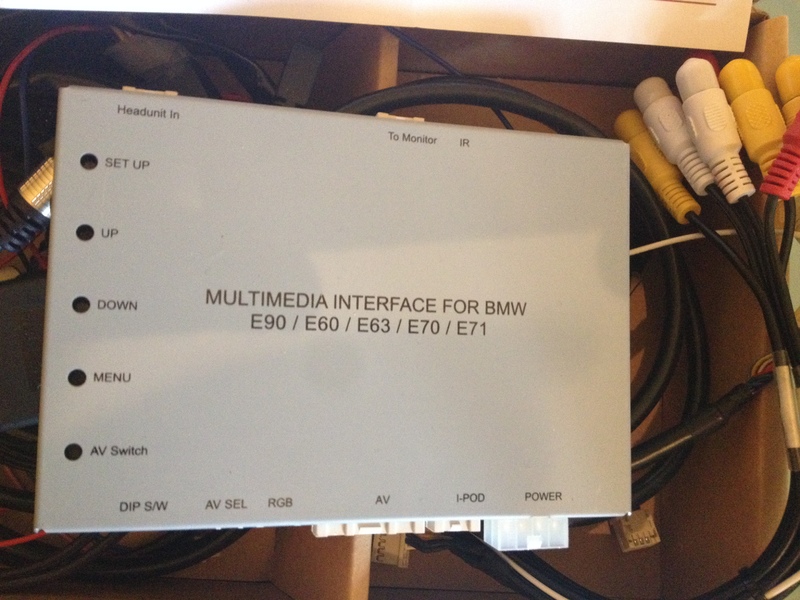 Headunit In
To Monitor
IR
SET UP
UP
MULTIMEDIA INTERFACE FOR BMW
E90 / E60 / E63 / E70 / E71
DOWN
MENU
AV Switch
DIP S/W
AV SEL
RGB
AV
I-POD
POWER